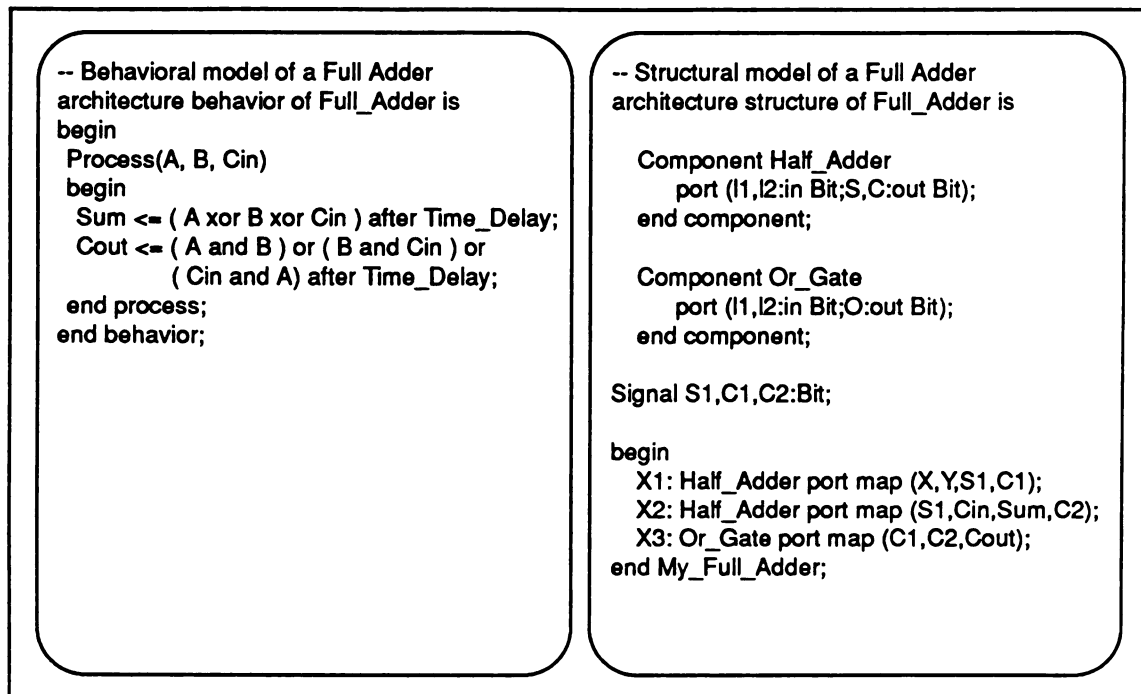 -- Behavioral model of a Full Adder
architecture behavior of Full_Adder is
begin
Process(A, B, Cin)
begin
Sum <= ( A xor B xor Cin ) after Time_Delay;
Cout <= ( A and B ) or ( B and Cin ) or
( Cin and A) after Time_Delay;
end process;
end behavior;
-- Structural model of a Full Adder
architecture structure of Full_Adder is
Component Half_Adder
port (I1,I2:in Bit;S,C:out Bit);
end component;
Component Or_Gate
port (I1,I2:in Bit;O:out Bit);
end component;
Signal S1,C1,C2:Bit;
begin
X1: Half_Adder port map (X,Y,S1,C1);
X2: Half_Adder port map (S1,Cin,Sum,C2);
X3: Or_Gate port map (C1,C2,Cout);
end My_Full_Adder;